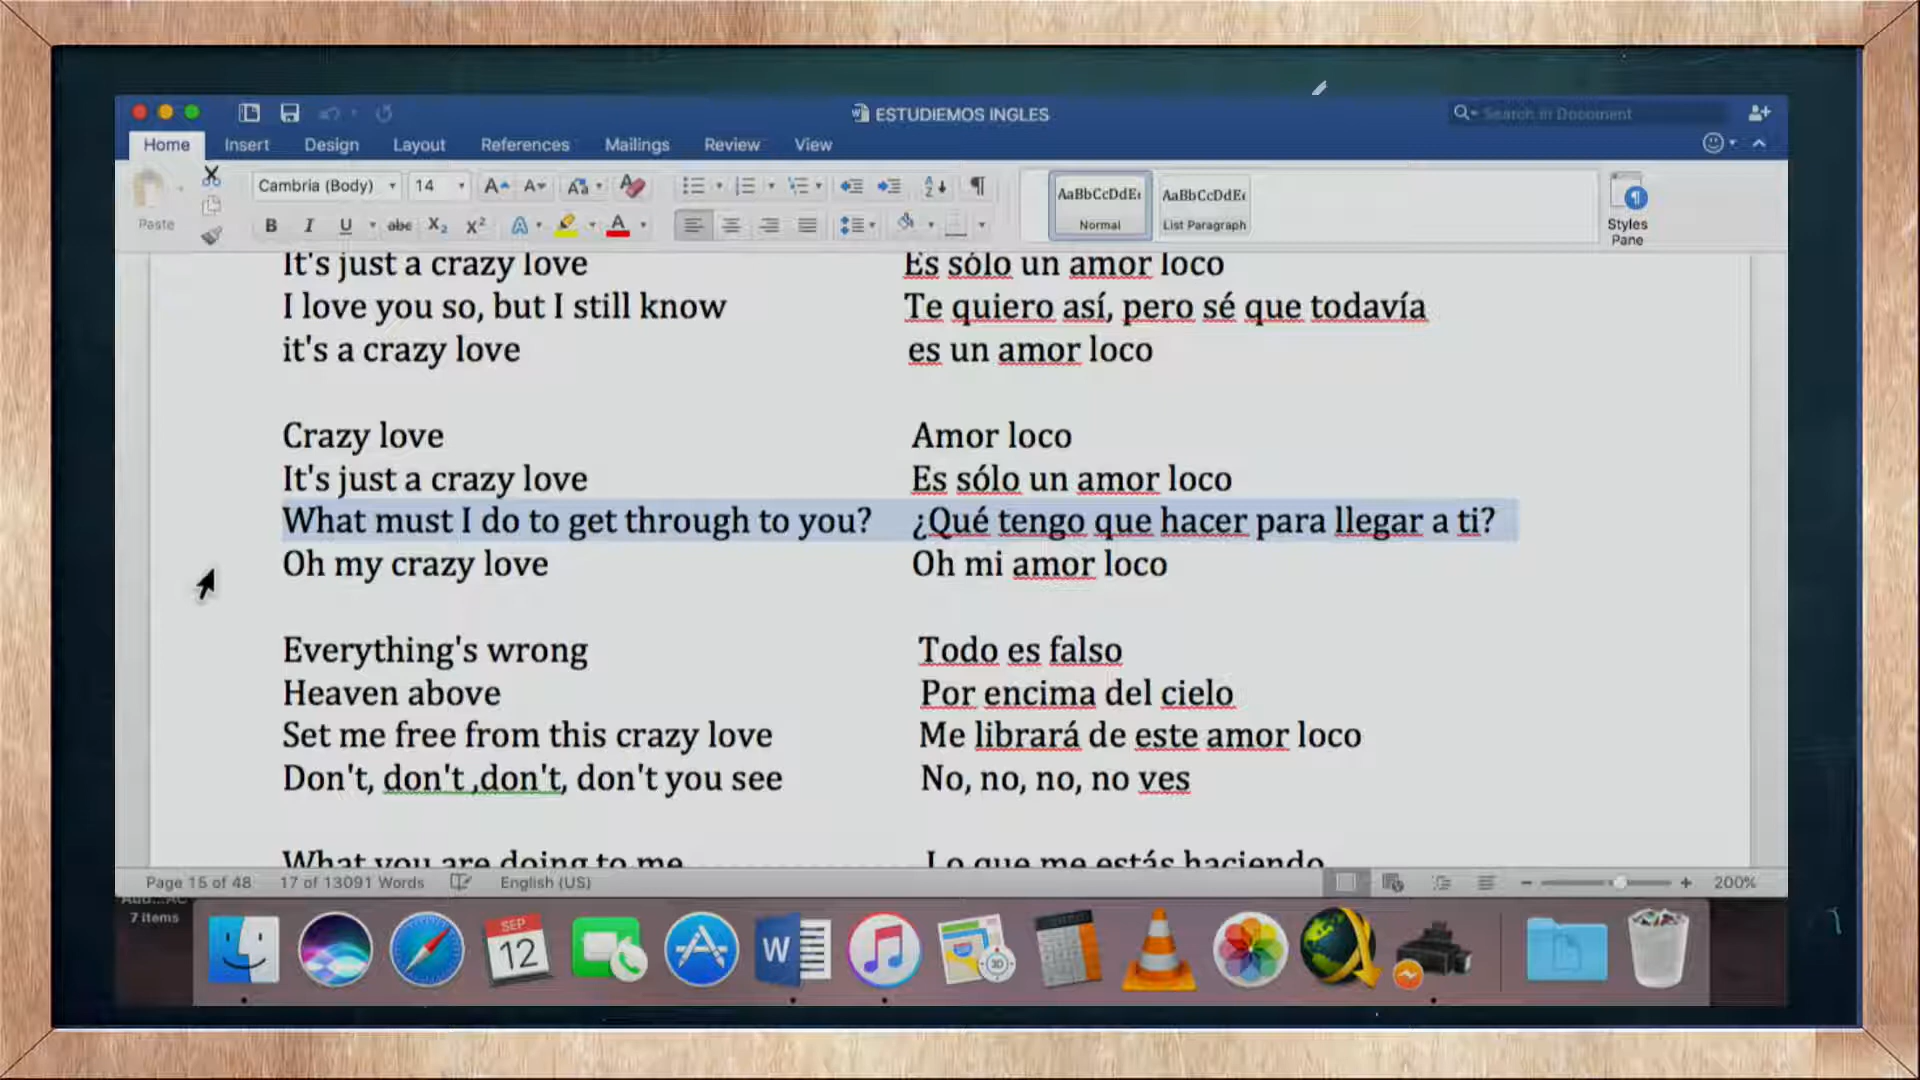 ESTUDIEMOS INGLES
Search in Document
Home Insert Design Layout References Mailings Review View
Paste
Cambria (Body) 14
AaBbCcDdEe AaBbCcDdEe
Normal List Paragraph
Styles Pane
It's just a crazy love Es sólo un amor loco
I love you so, but I still know Te quiero así, pero sé que todavía
it's a crazy love es un amor loco
Crazy love Amor loco
It's just a crazy love Es sólo un amor loco
What must I do to get through to you? ¿Qué tengo que hacer para llegar a ti?
Oh my crazy love Oh mi amor loco
Everything's wrong Todo es falso
Heaven above Por encima del cielo
Set me free from this crazy love Me librará de este amor loco
Don't, don't ,don't, don't you see No, no, no, no ves
What you are doing to me Lo que me estás haciendo
Page 15 of 48 17 of 13091 Words English (US) 200%
7 items
SEP
12
W
3D